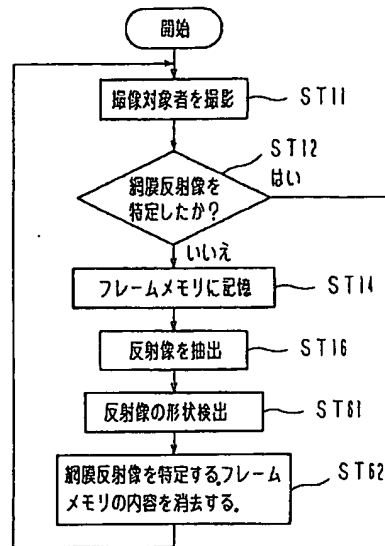 開始
撮像対象者を撮影
ST11
網膜反射像を
特定したか?
ST12
はい
いいえ
フレームメモリに記憶
ST14
反射像を抽出
ST16
反射像の形状検出
ST61
網膜反射像を特定する。フレーム
メモリの内容を消去する。
ST62